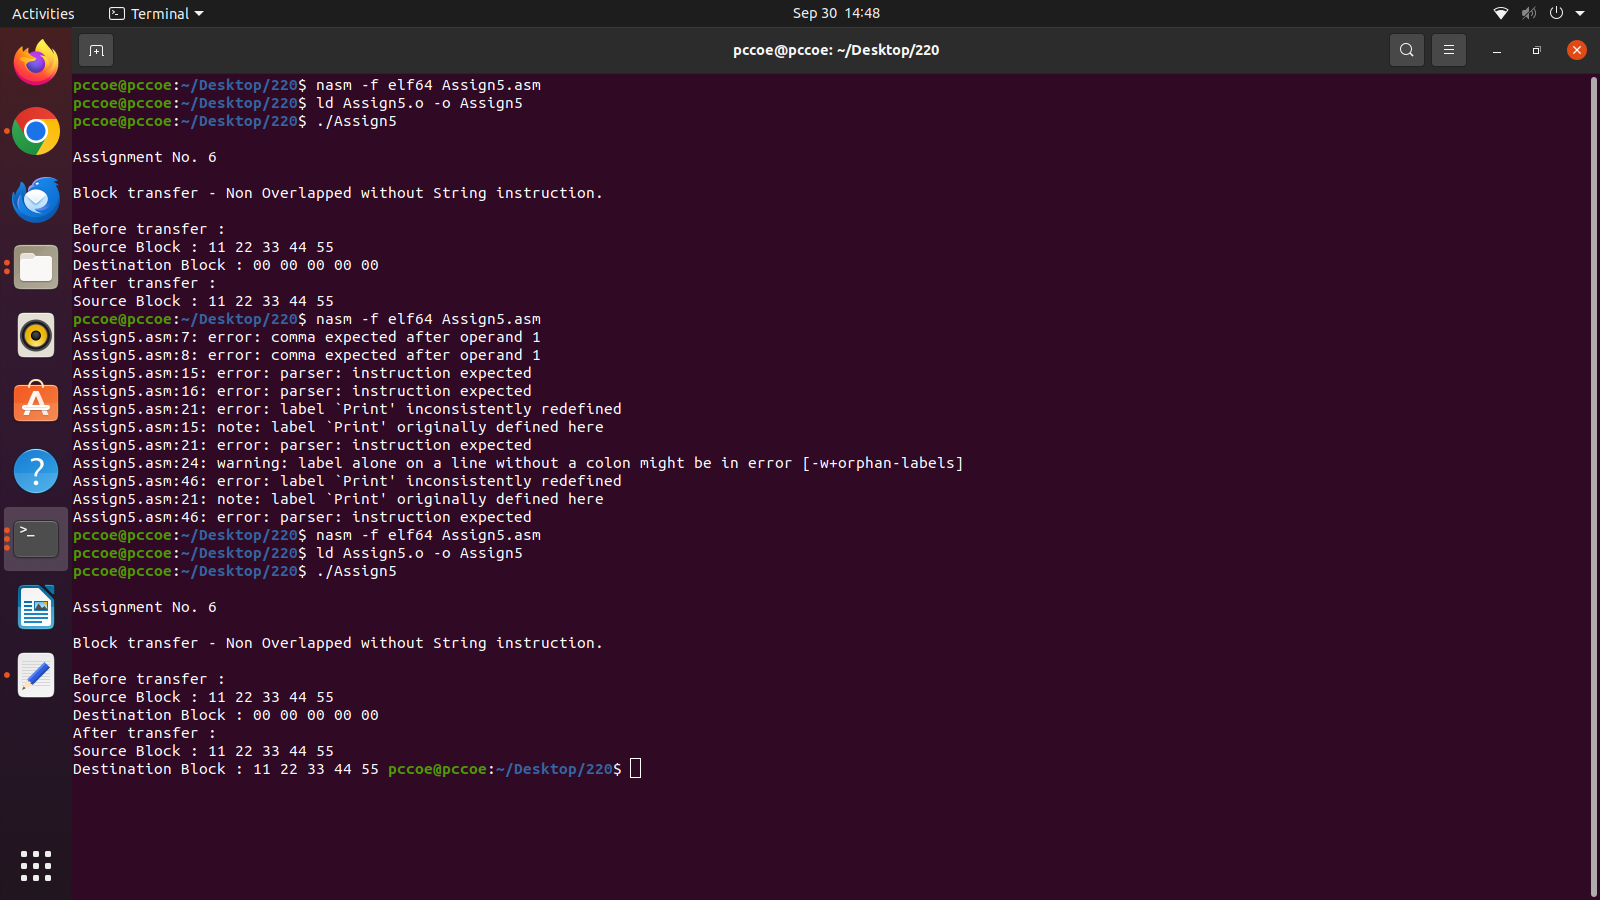 Activities
Terminal
Sep 30 14:48
pccoe@pccoe: ~/Desktop/220
pccoe@pccoe:~/Desktop/220$ nasm -f elf64 Assign5.asm
pccoe@pccoe:~/Desktop/220$ ld Assign5.o -o Assign5
pccoe@pccoe:~/Desktop/220$ ./Assign5
Assignment No. 6
Block transfer - Non Overlapped without String instruction.
Before transfer :
Source Block : 11 22 33 44 55
Destination Block : 00 00 00 00 00
After transfer :
Source Block : 11 22 33 44 55
pccoe@pccoe:~/Desktop/220$ nasm -f elf64 Assign5.asm
Assign5.asm:7: error: comma expected after operand 1
Assign5.asm:8: error: comma expected after operand 1
Assign5.asm:15: error: parser: instruction expected
Assign5.asm:16: error: parser: instruction expected
Assign5.asm:21: error: label `Print' inconsistently redefined
Assign5.asm:15: note: label `Print' originally defined here
Assign5.asm:21: error: parser: instruction expected
Assign5.asm:24: warning: label alone on a line without a colon might be in error [-w+orphan-labels]
Assign5.asm:46: error: label `Print' inconsistently redefined
Assign5.asm:21: note: label `Print' originally defined here
Assign5.asm:46: error: parser: instruction expected
pccoe@pccoe:~/Desktop/220$ nasm -f elf64 Assign5.asm
pccoe@pccoe:~/Desktop/220$ ld Assign5.o -o Assign5
pccoe@pccoe:~/Desktop/220$ ./Assign5
Assignment No. 6
Block transfer - Non Overlapped without String instruction.
Before transfer :
Source Block : 11 22 33 44 55
Destination Block : 00 00 00 00 00
After transfer :
Source Block : 11 22 33 44 55
Destination Block : 11 22 33 44 55 pccoe@pccoe:~/Desktop/220$